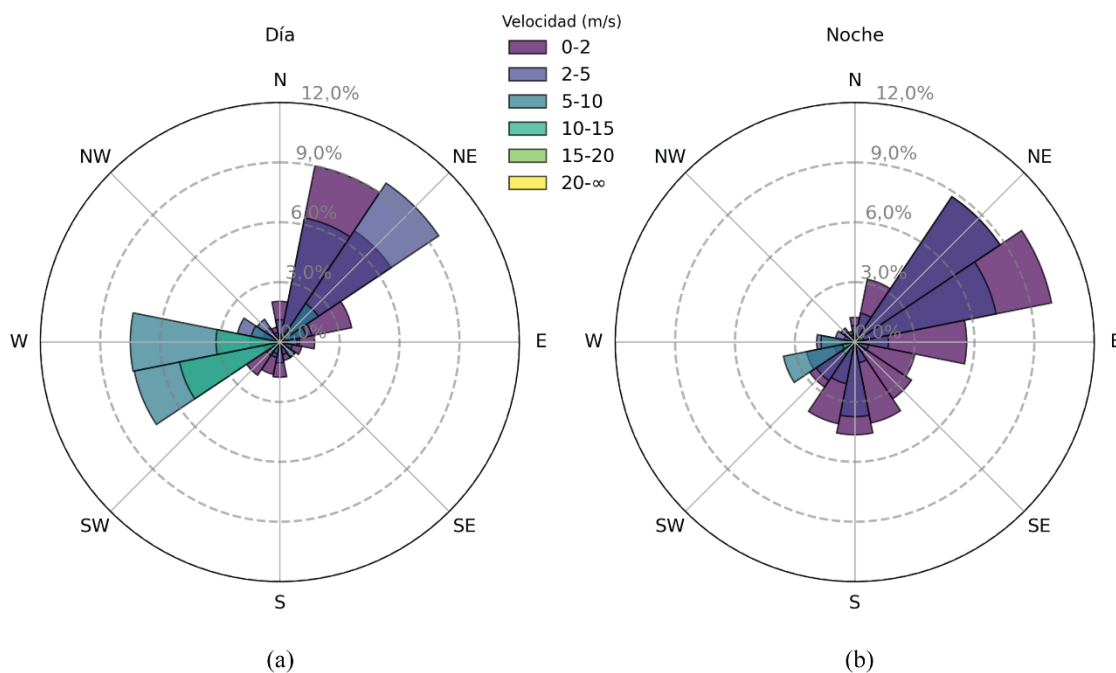 Velocidad (m/s)
0-2
2-5
5-10
10-15
15-20
20-∞
Día
N
12,0%
9,0%
6,0%
3,0%
0,0%
NW
NE
W
E
SW
SE
S
(a)
Noche
N
12,0%
9,0%
6,0%
3,0%
0,0%
NW
NE
W
E
SW
SE
S
(b)